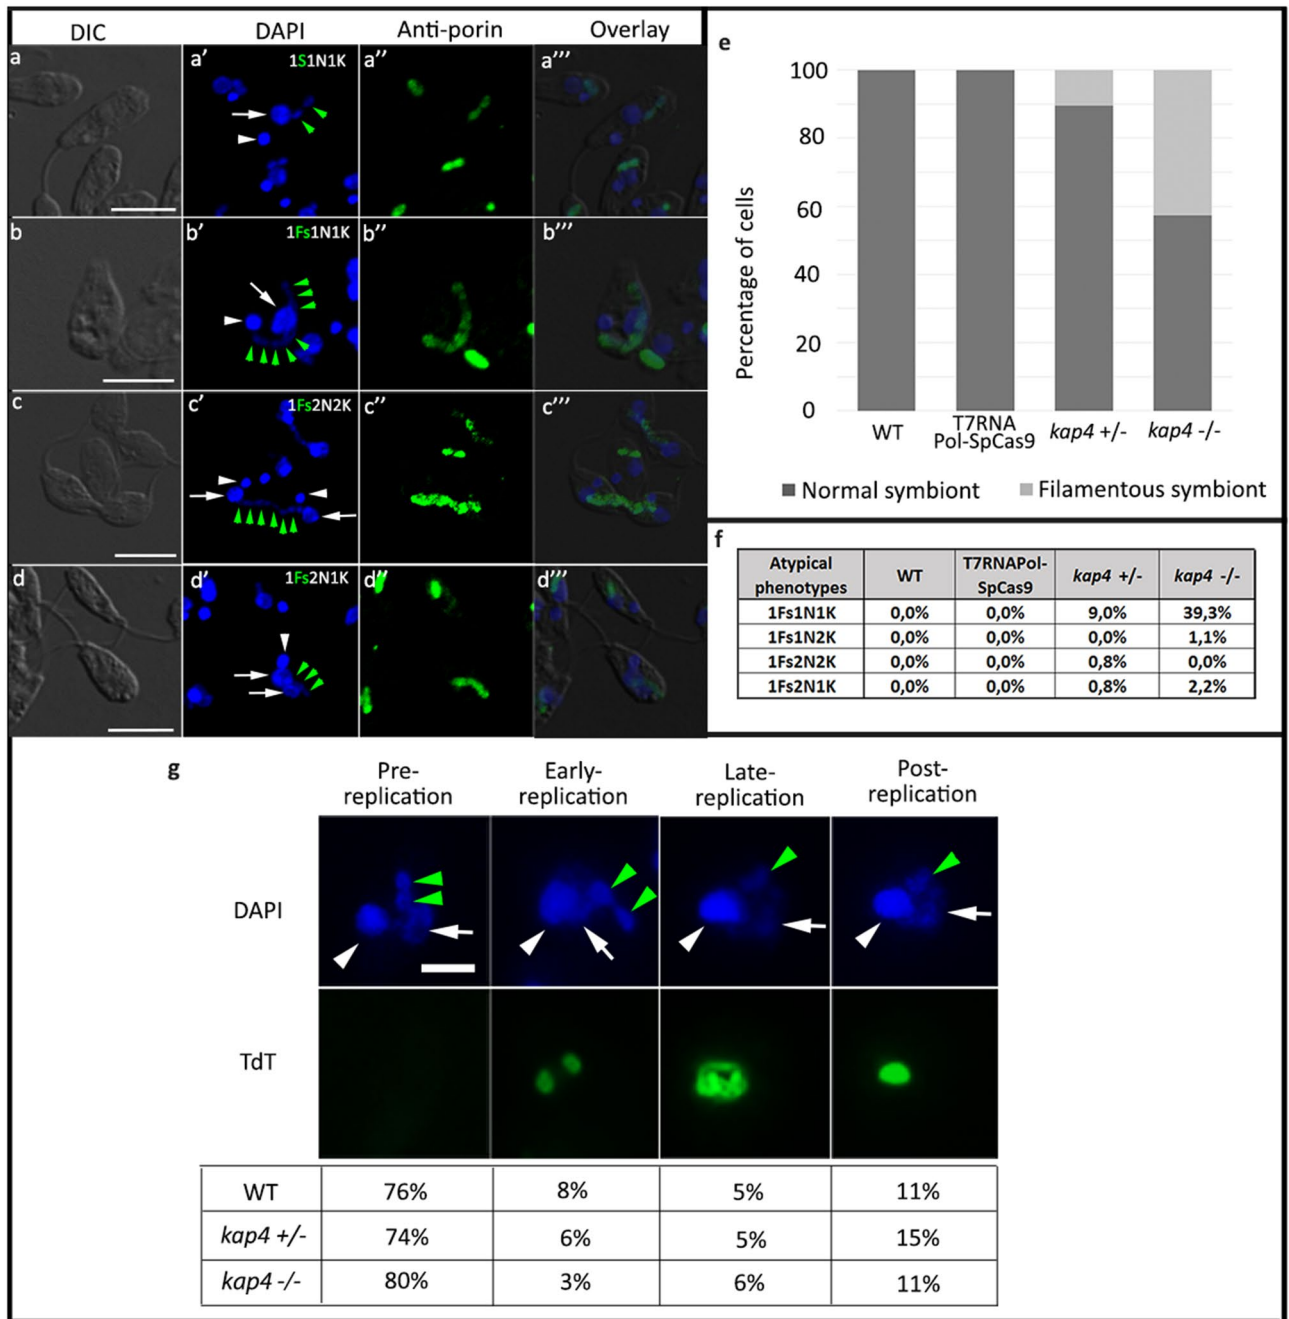 DIC DAPI Anti-porin Overlay
a a′ 1S1N1K a′′ a′′′
b b′ 1Fs1N1K b′′ b′′′
c c′ 1Fs2N2K c′′ c′′′
d d′ 1Fs2N1K d′′ d′′′
e
100
80
60
40
20
0
Percentage of cells
WT T7RNA Pol-SpCas9 kap4 +/- kap4 -/-
Normal symbiont Filamentous symbiont
f
Atypical phenotypes WT T7RNAPol-SpCas9 kap4 +/- kap4 -/-
1Fs1N1K 0,0% 0,0% 9,0% 39,3%
1Fs1N2K 0,0% 0,0% 0,0% 1,1%
1Fs2N2K 0,0% 0,0% 0,8% 0,0%
1Fs2N1K 0,0% 0,0% 0,8% 2,2%
g
Pre-replication Early-replication Late-replication Post-replication
DAPI
TdT
WT 76% 8% 5% 11%
kap4 +/- 74% 6% 5% 15%
kap4 -/- 80% 3% 6% 11%